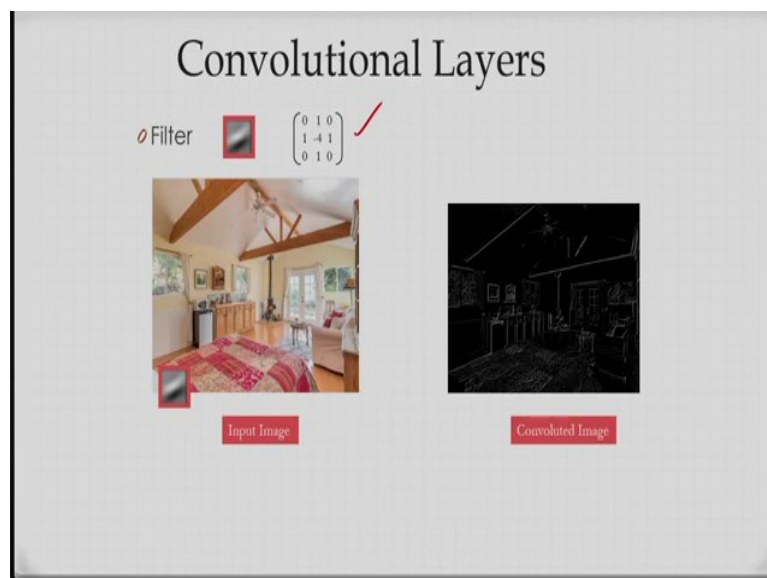 Convolutional Layers
Filter
0 1 0
1 -4 1
0 1 0
Input Image
Convoluted Image